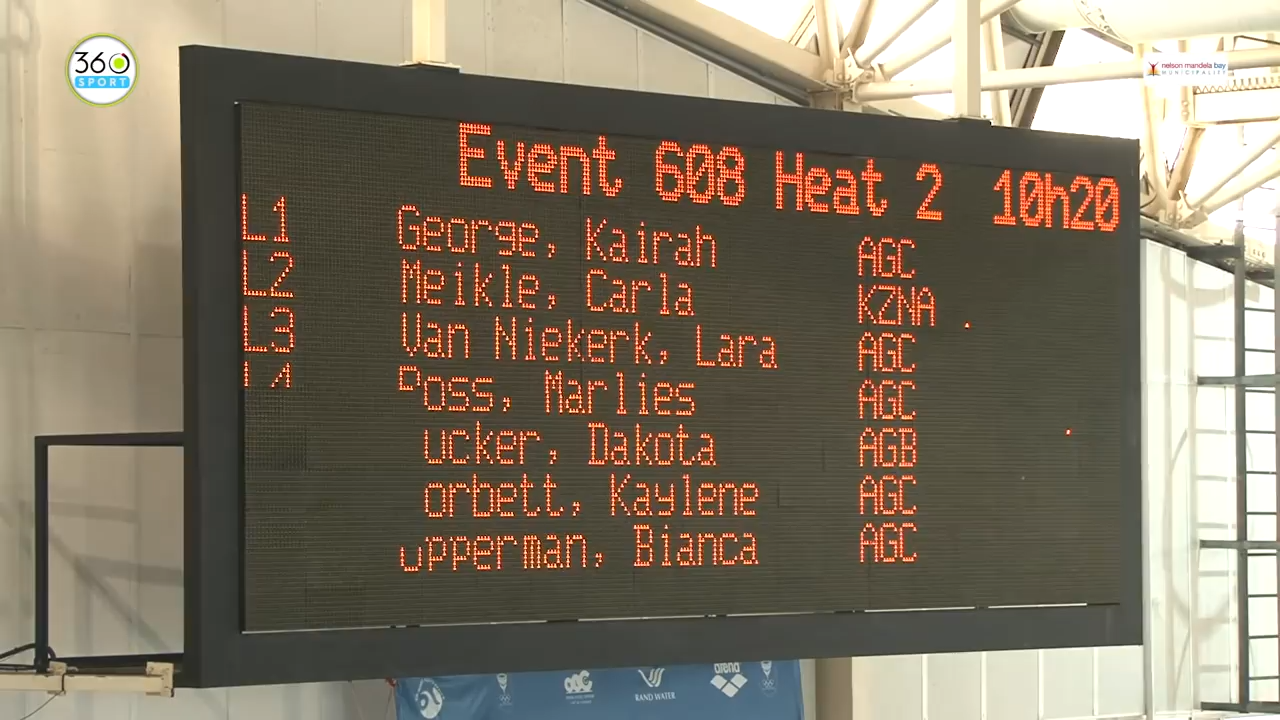 360
SPORT
nelson mandela bay
MUNICIPALITY
Event 608 Heat 2 10h20
L1 George, Kairah AGC
L2 Meikle, Carla KZNA
L3 Van Niekerk, Lara AGC
L4 Poss, Marlies AGC
ucker, Dakota AGB
orbett, Kaylene AGC
upperman, Bianca AGC
RAND WATER
arena